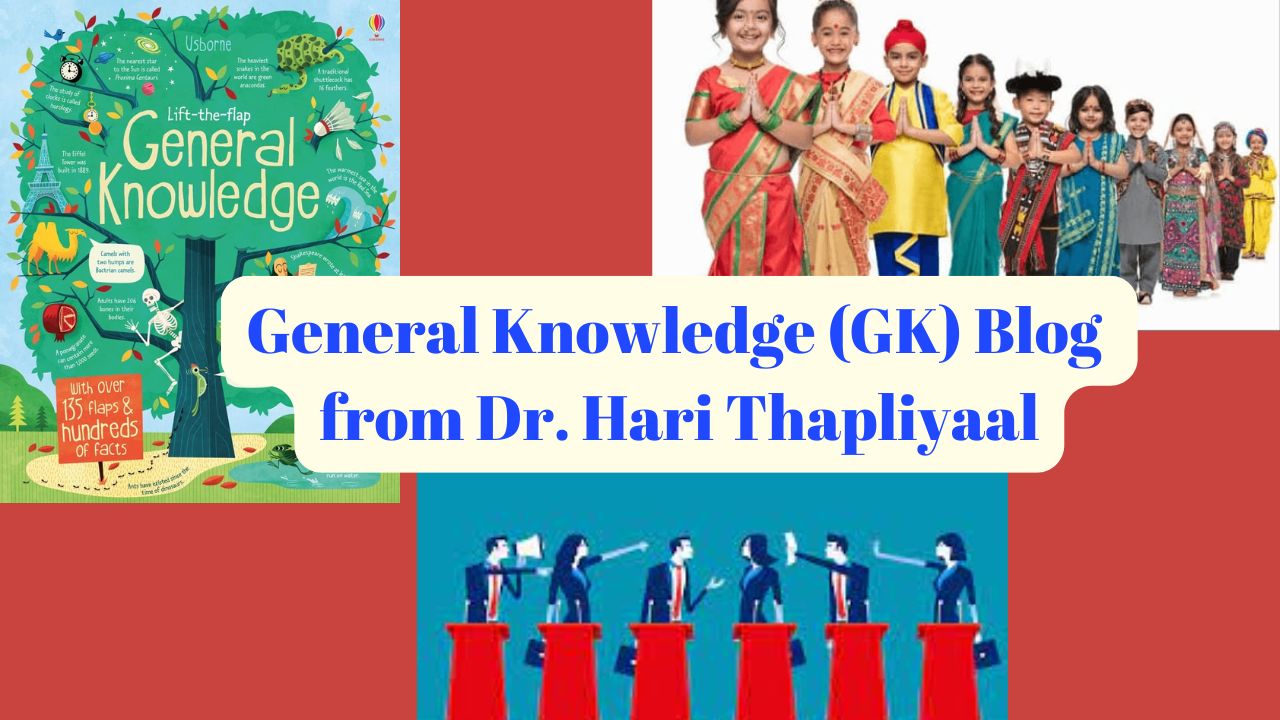 Usborne
The nearest star
to the Sun is called
Proxima Centauri.
The heaviest
snakes in the
world are green
anacondas.
A traditional
shuttlecock has
16 feathers.
The study of
clocks is called
horology.
Lift-the-flap
General
Knowledge
The Eiffel
Tower was
built in 1889.
The warmest sea in the
world is the Red Sea.
Camels with
two humps are
Bactrian camels.
Shakespeare wrote at
Adults have 206
bones in their
bodies.
A pomegranate
can contain more
than 1,000 seeds.
With over
135 flaps &
hundreds
of facts
Ants have existed since the
time of dinosaurs.
run on water.
General Knowledge (GK) Blog
from Dr. Hari Thapliyaal